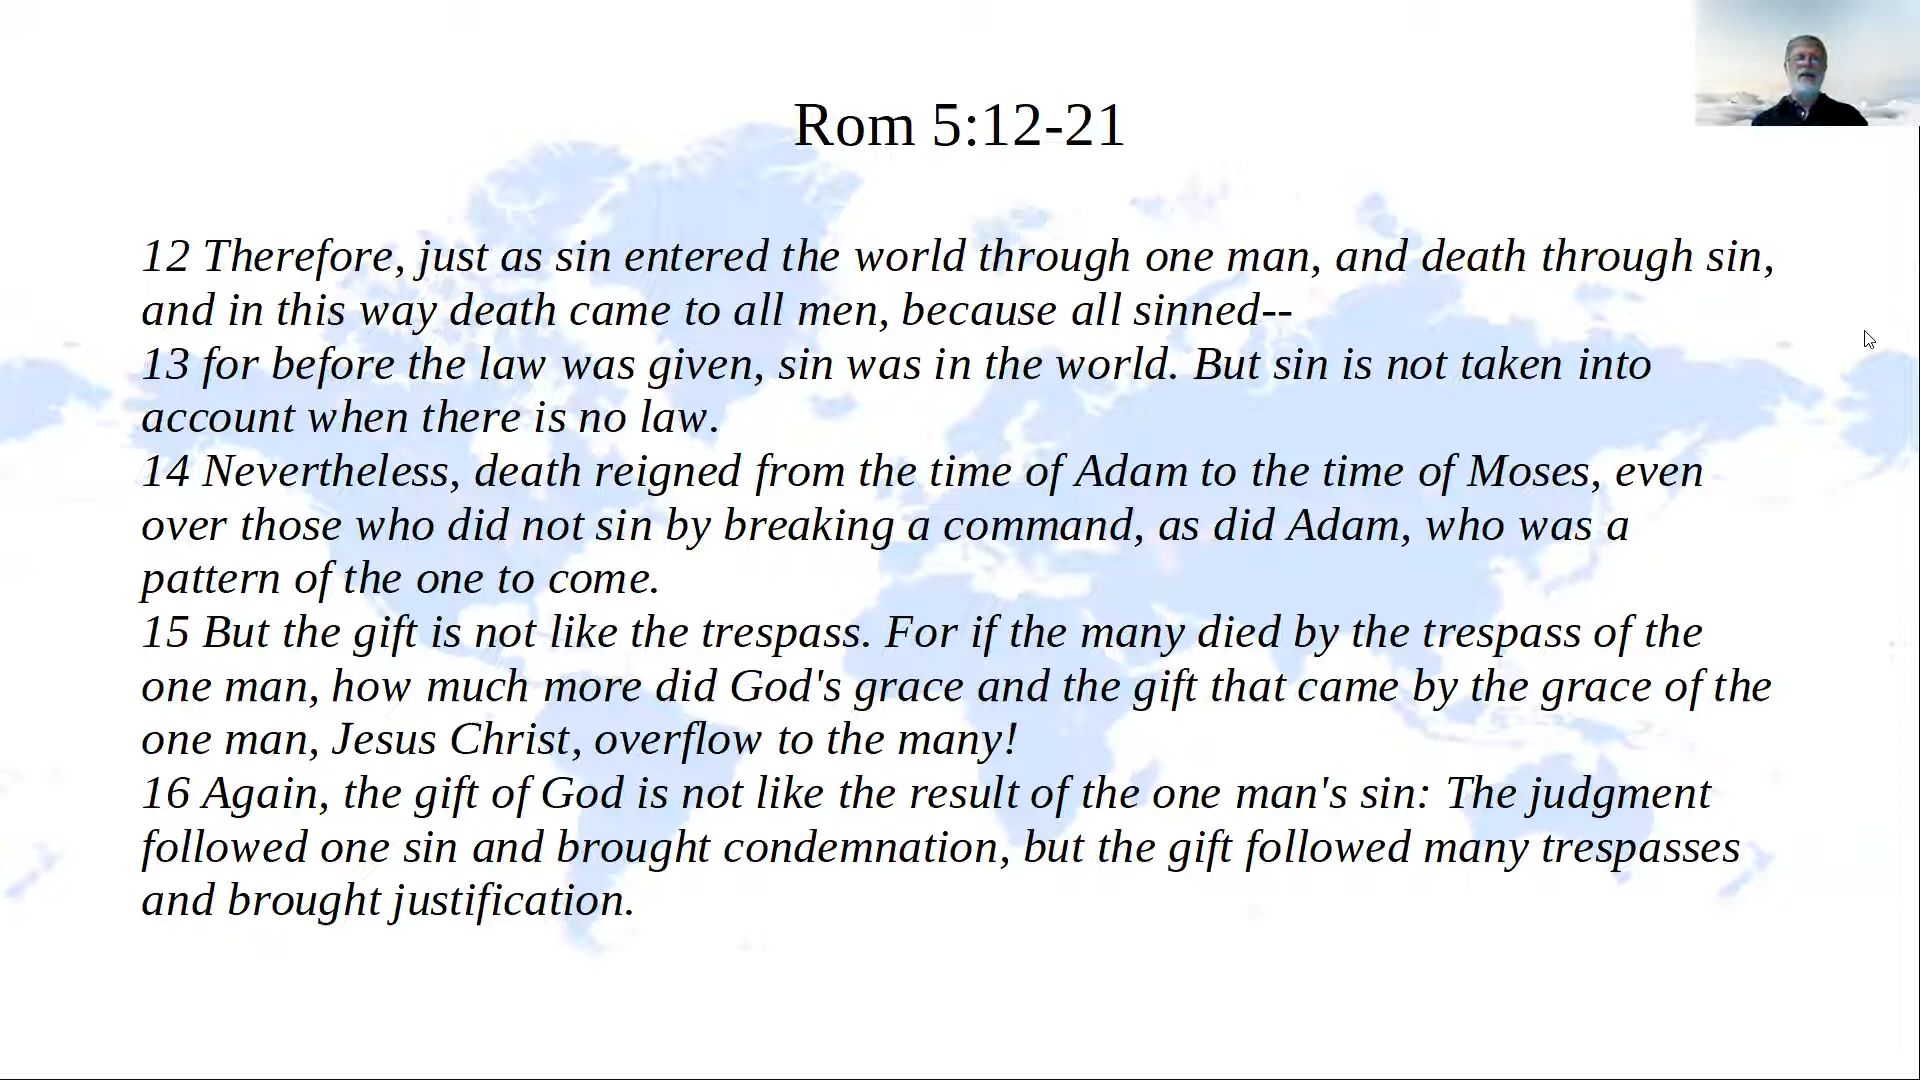 Rom 5:12-21
12 Therefore, just as sin entered the world through one man, and death through sin,
and in this way death came to all men, because all sinned--
13 for before the law was given, sin was in the world. But sin is not taken into
account when there is no law.
14 Nevertheless, death reigned from the time of Adam to the time of Moses, even
over those who did not sin by breaking a command, as did Adam, who was a
pattern of the one to come.
15 But the gift is not like the trespass. For if the many died by the trespass of the
one man, how much more did God's grace and the gift that came by the grace of the
one man, Jesus Christ, overflow to the many!
16 Again, the gift of God is not like the result of the one man's sin: The judgment
followed one sin and brought condemnation, but the gift followed many trespasses
and brought justification.